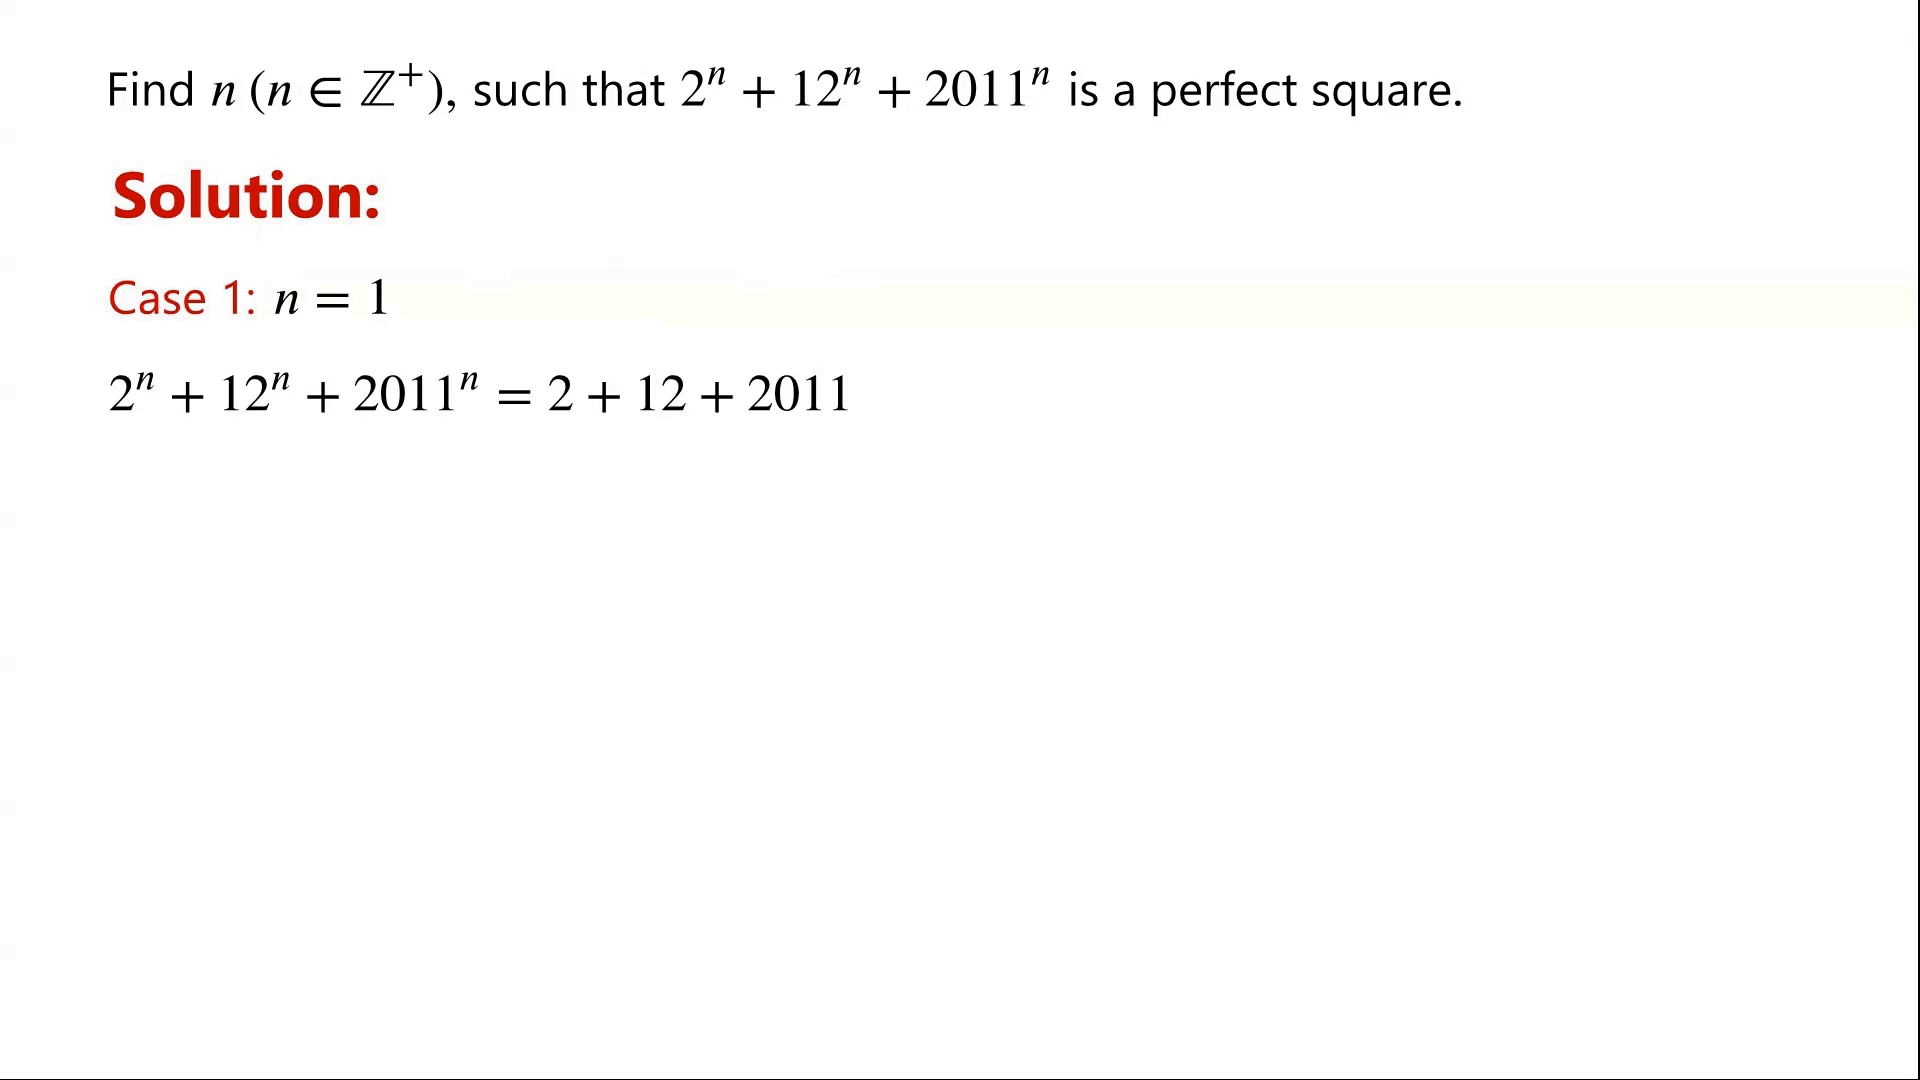 Find n (n ∈ ℤ⁺), such that 2ⁿ + 12ⁿ + 2011ⁿ is a perfect square.
Solution:
Case 1: n = 1
2ⁿ + 12ⁿ + 2011ⁿ = 2 + 12 + 2011